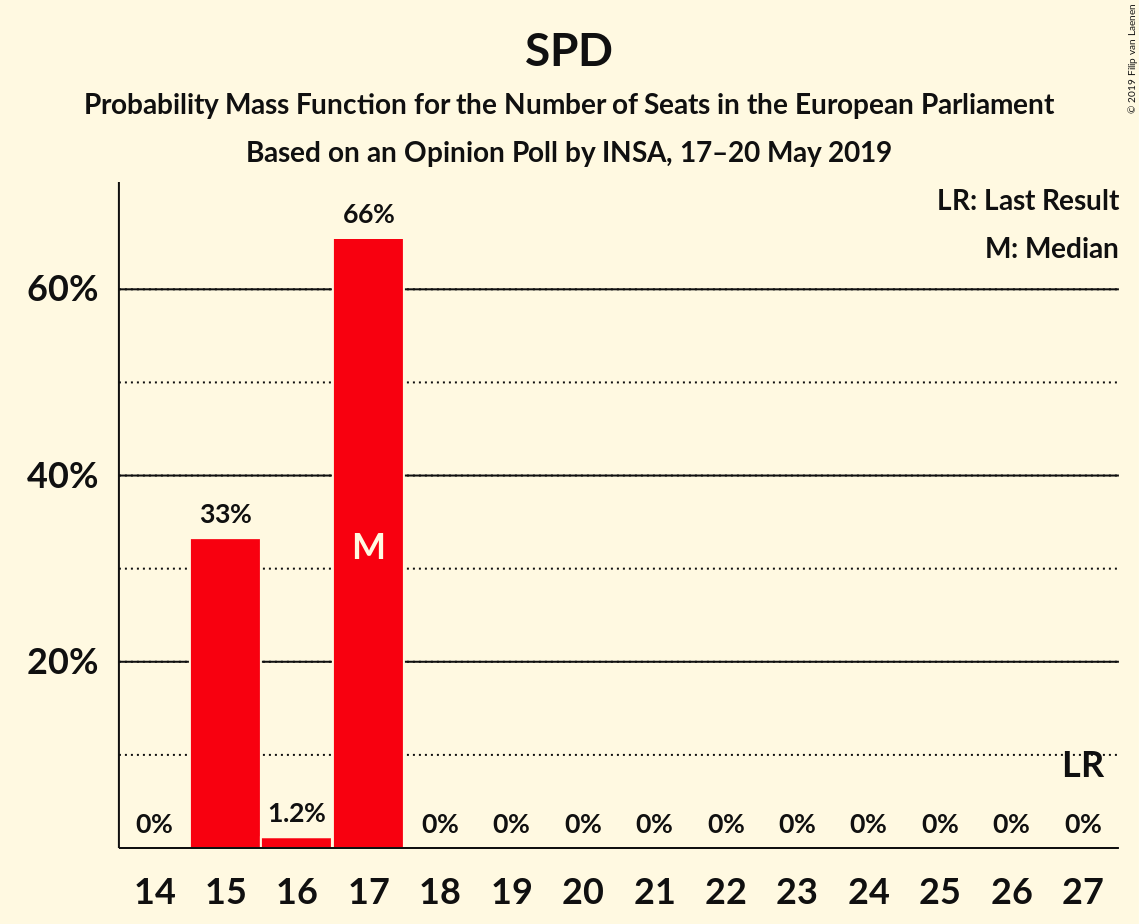 SPD
Probability Mass Function for the Number of Seats in the European Parliament
Based on an Opinion Poll by INSA, 17–20 May 2019
© 2019 Filip van Laenen
LR: Last Result
M: Median
66%
60%
40%
33%
M
20%
LR
0% 1.2% 0% 0% 0% 0% 0% 0% 0% 0% 0% 0%
14 15 16 17 18 19 20 21 22 23 24 25 26 27